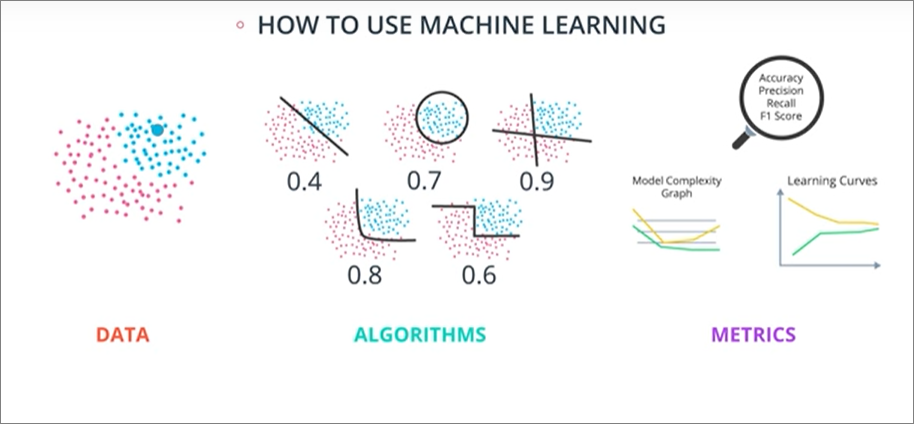 HOW TO USE MACHINE LEARNING
Accuracy
Precision
Recall
F1 Score
0.4
0.7
0.9
Model Complexity
Graph
Learning Curves
0.8
0.6
DATA
ALGORITHMS
METRICS